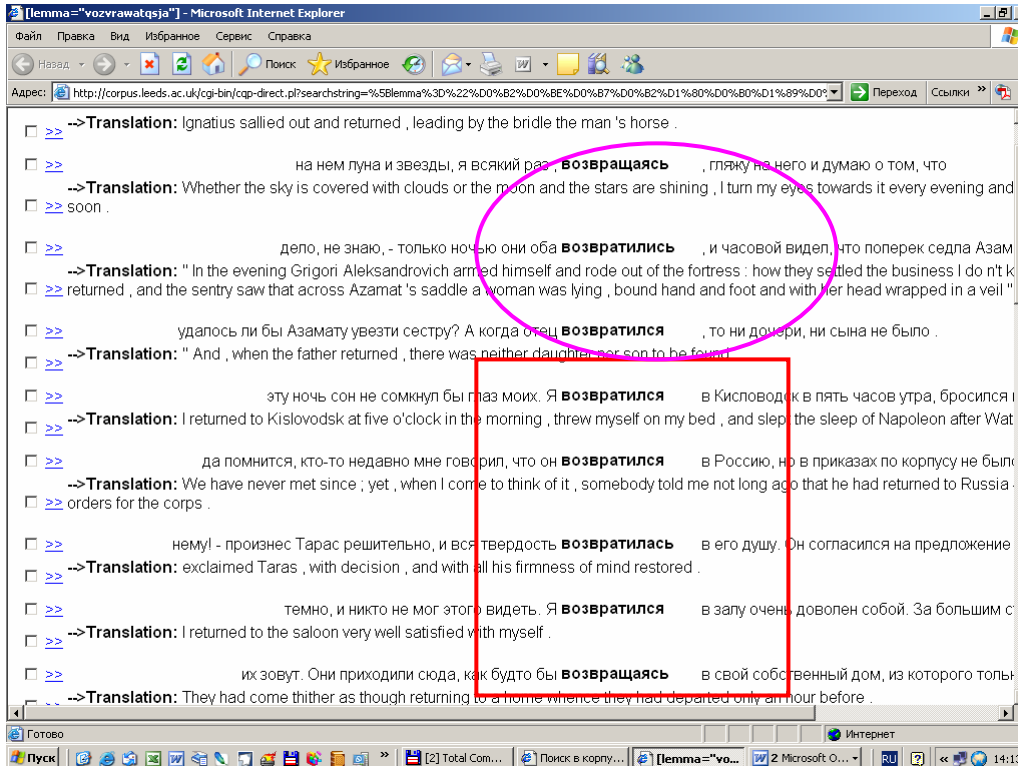 [lemma="vozvrawatqsja"] - Microsoft Internet Explorer
Файл Правка Вид Избранное Сервис Справка
Назад Поиск Избранное
Адрес: http://corpus.leeds.ac.uk/cgi-bin/cqp-direct.pl?searchstring=%5Blemma%3D%22%D0%B2%D0%BE%D0%B7%D0%B2%D1%80%D0%B0%D1%89%D0% Переход Ссылки »
-->Translation: Ignatius sallied out and returned , leading by the bridle the man 's horse .
>>
>> на нем луна и звезды, я всякий раз , возвращаясь , гляжу на него и думаю о том, что
-->Translation: Whether the sky is covered with clouds or the moon and the stars are shining , I turn my eyes towards it every evening and
>> soon .
>> дело, не знаю, - только ночью они оба возвратились , и часовой видел, что поперек седла Азам
-->Translation: " In the evening Grigori Aleksandrovich armed himself and rode out of the fortress : how they settled the business I do n't k
>> returned , and the sentry saw that across Azamat 's saddle a woman was lying , bound hand and foot and with her head wrapped in a veil "
>> удалось ли бы Азамату увезти сестру? А когда отец возвратился , то ни дочери, ни сына не было .
-->Translation: " And , when the father returned , there was neither daughter nor son to be found
>>
>> эту ночь сон не сомкнул бы глаз моих. Я возвратился в Кисловодск в пять часов утра, бросился
-->Translation: I returned to Kislovodsk at five o'clock in the morning , threw myself on my bed , and slept the sleep of Napoleon after Wat
>>
>> да помнится, кто-то недавно мне говорил, что он возвратился в Россию, но в приказах по корпусу не был
-->Translation: We have never met since ; yet , when I come to think of it , somebody told me not long ago that he had returned to Russia
>> orders for the corps .
>> нему! - произнес Тарас решительно, и вся твердость возвратилась в его душу. Он согласился на предложение
-->Translation: exclaimed Taras , with decision , and with all his firmness of mind restored .
>>
>> темно, и никто не мог этого видеть. Я возвратился в залу очень доволен собой. За большим с
-->Translation: I returned to the saloon very well satisfied with myself .
>>
>> их зовут. Они приходили сюда, как будто бы возвращаясь в свой собственный дом, из которого толь
-->Translation: They had come thither as though returning to a home whence they had departed only an hour before .
>>
Готово Интернет
Пуск » [2] Total Com... Поиск в корпу... [lemma="vo... 2 Microsoft O... RU « 14:1